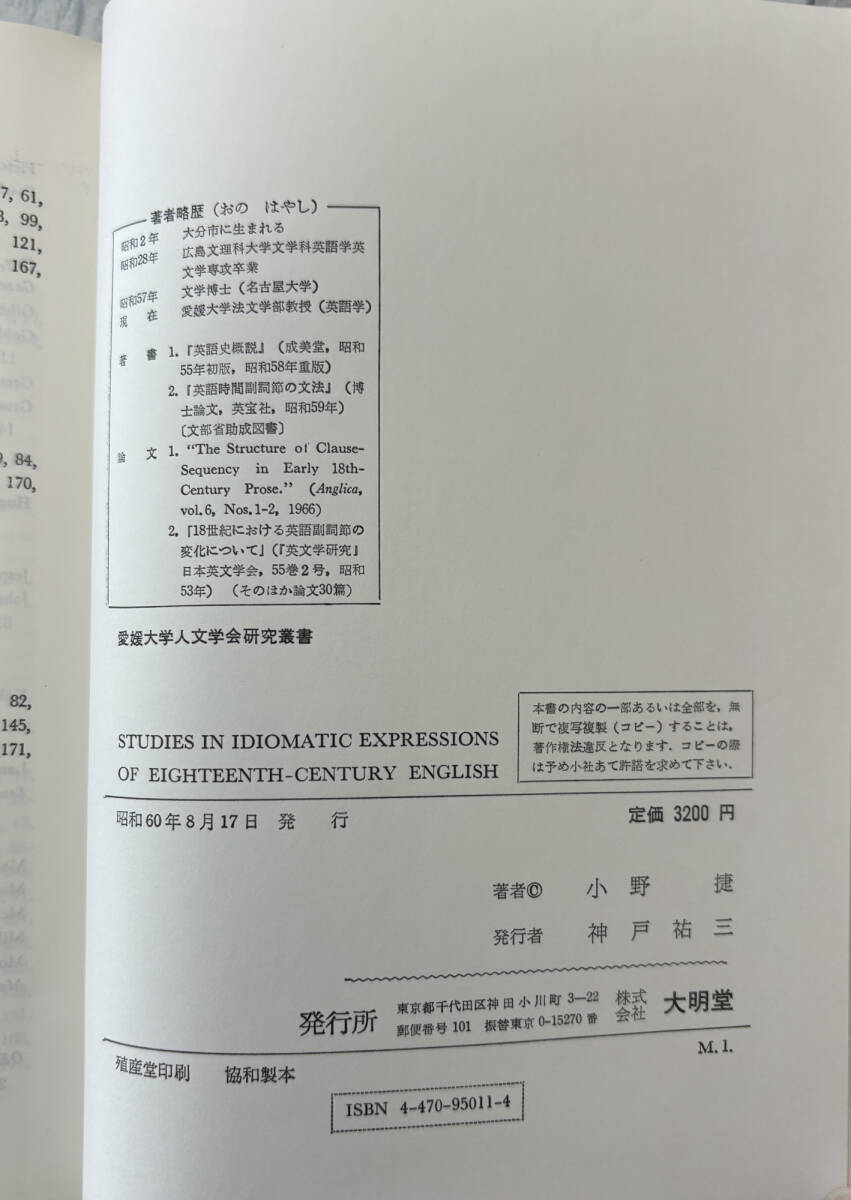 7, 61,
3, 99,
121,
167,
9, 84,
170,
82,
145,
171,
著者略歴（おの はやし）
昭和2年 大分市に生まれる
昭和28年 広島文理科大学文学科英語学英
文学専攻卒業
昭和57年 文学博士（名古屋大学）
現在 愛媛大学法文学部教授（英語学）
著書 1.『英語史概説』（成美堂，昭和
55年初版，昭和58年重版）
2.『英語時間副詞節の文法』（博
士論文，英宝社，昭和59年）
〔文部省助成図書〕
論文 1. “The Structure of Clause-
Sequency in Early 18th-
Century Prose.” (Anglica,
vol. 6, Nos. 1-2, 1966)
2.「18世紀における英語副詞節の
変化について」(『英文学研究』
日本英文学会，55巻2号，昭和
53年）（そのほか論文30篇）
愛媛大学人文学会研究叢書
STUDIES IN IDIOMATIC EXPRESSIONS
OF EIGHTEENTH-CENTURY ENGLISH
本書の内容の一部あるいは全部を，無
断で複写複製（コピー）することは，
著作権法違反となります．コピーの際
は予め小社あて許諾を求めて下さい．
昭和60年8月17日 発行
定価 3200 円
著者© 小野 捷
発行者 神戸祐三
発行所 東京都千代田区神田小川町 3—22
郵便番号 101 振替東京 0-15270 番
株式会社 大明堂
M. 1.
殖産堂印刷 協和製本
ISBN 4-470-95011-4